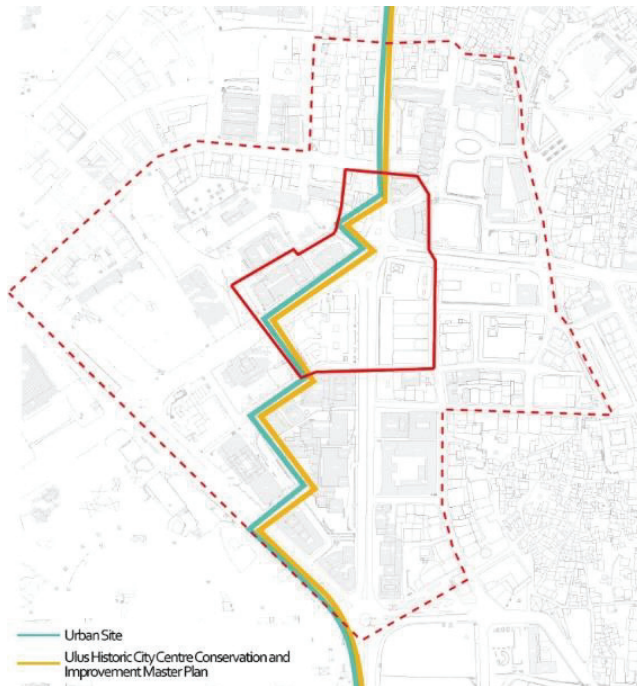 Urban Site
Ulus Historic City Centre Conservation and
Improvement Master Plan